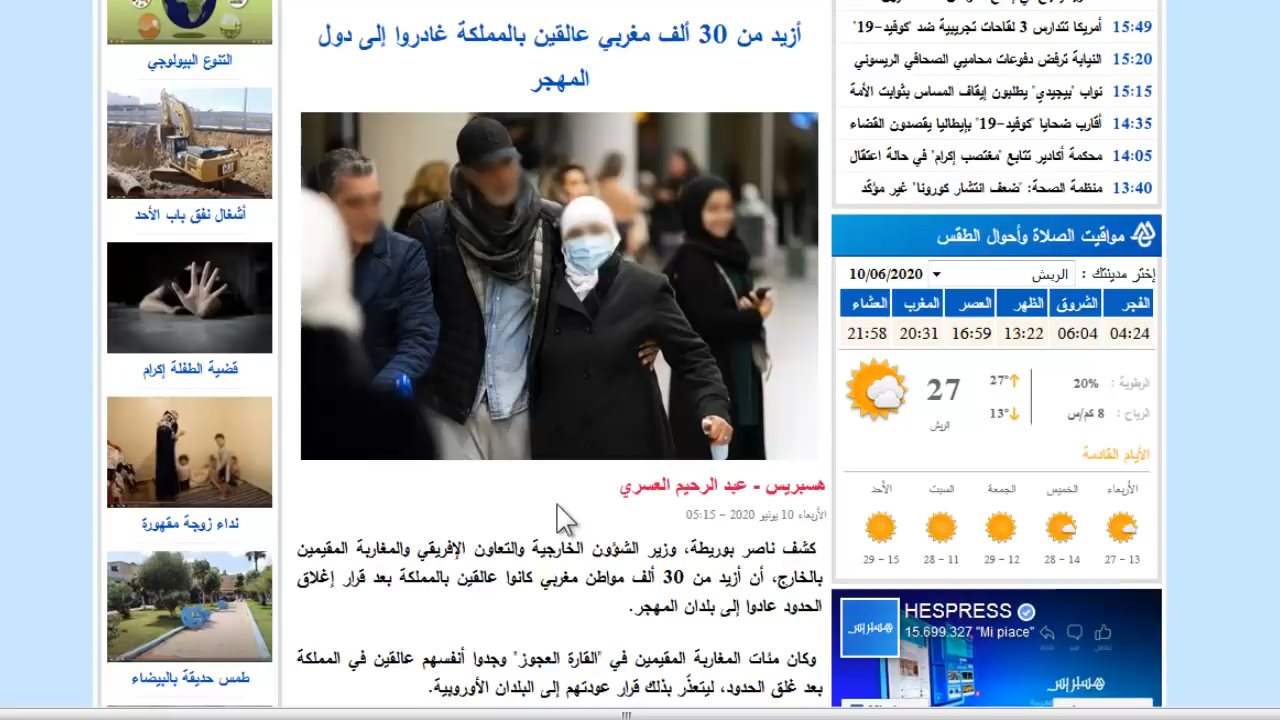 أزيد من 30 ألف مغربي عالقين بالمملكة غادروا إلى دول
المهجر
هسبريس - عبد الرحيم العسري
الأربعاء 10 يونيو 2020 - 05:15
كشف ناصر بوريطة، وزير الشؤون الخارجية والتعاون الإفريقي والمغاربة المقيمين
بالخارج، أن أزيد من 30 ألف مواطن مغربي كانوا عالقين بالمملكة بعد قرار إغلاق
الحدود عادوا إلى بلدان المهجر.
وكان مئات المغاربة المقيمين في "القارة العجوز" وجدوا أنفسهم عالقين في المملكة
بعد غلق الحدود، ليتعذّر بذلك قرار عودتهم إلى البلدان الأوروبية.
15:49 أمريكا تتدارس 3 لقاحات تجريبية ضد "كوفيد-19"
15:20 النيابة ترفض دفوعات محاميي الصحافي الريسوني
15:15 نواب "بيجيدي" يطلبون إيقاف المساس بثوابت الأمة
14:35 أقارب ضحايا "كوفيد-19" بإيطاليا يقصدون القضاء
14:05 محكمة أكادير تتابع "مغتصب إكرام" في حالة اعتقال
13:40 منظمة الصحة: "ضعف انتشار كورونا" غير مؤكّد
مواقيت الصلاة وأحوال الطقس
إختر مدينتك : الريش 10/06/2020
الفجر الشروق الظهر العصر المغرب العشاء
04:24 06:04 13:22 16:59 20:31 21:58
الرطوبة : 20%
الرياح : 8 كم/س
27°
13°
27
الريش
الأيام القادمة
الأربعاء الخميس الجمعة السبت الأحد
27 - 13 28 - 14 29 - 12 28 - 11 29 - 15
HESPRESS
15.699.327 "Mi piace"
هسبريس
هسبريس
التنوع البيولوجي
CAT
أشغال نفق باب الأحد
قضية الطفلة إكرام
نداء زوجة مقهورة
طمس حديقة بالبيضاء